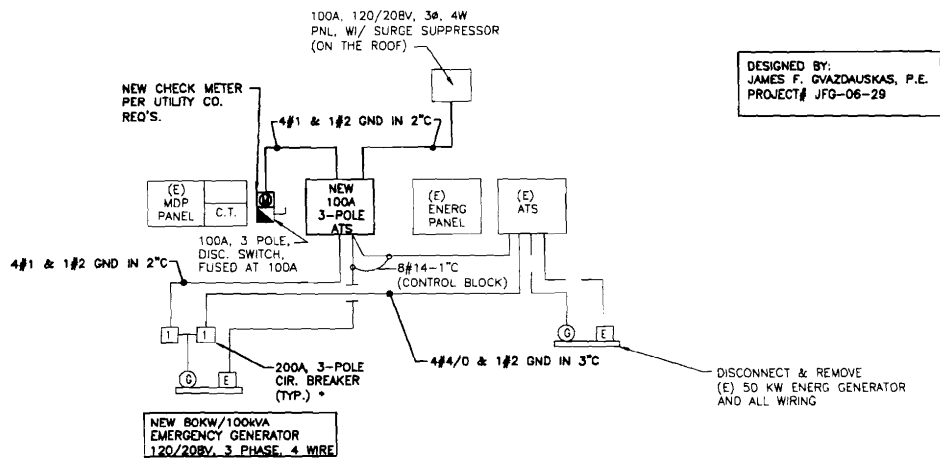 100A, 120/208V, 3ø, 4W
PNL, W/ SURGE SUPPRESSOR
(ON THE ROOF)
DESIGNED BY:
JAMES F. GVAZDAUSKAS, P.E.
PROJECT# JFG-06-29
NEW CHECK METER
PER UTILITY CO.
REQ'S.
4#1 & 1#2 GND IN 2"C
(E)
MDP
PANEL
C.T.
M
NEW
100A
3-POLE
ATS
(E)
ENERG
PANEL
(E)
ATS
100A, 3 POLE,
DISC. SWITCH,
FUSED AT 100A
4#1 & 1#2 GND IN 2"C
8#14-1"C
(CONTROL BLOCK)
1
1
G
E
G
E
4#4/0 & 1#2 GND IN 3"C
200A, 3-POLE
CIR. BREAKER
(TYP.) *
DISCONNECT & REMOVE
(E) 50 KW ENERG GENERATOR
AND ALL WIRING
NEW 80KW/100kVA
EMERGENCY GENERATOR
120/208V, 3 PHASE, 4 WIRE